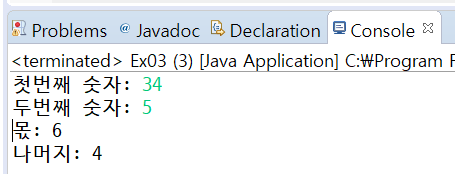 Problems @ Javadoc Declaration Console
<terminated> Ex03 (3) [Java Application] C:₩Program F
첫번째 숫자: 34
두번째 숫자: 5
몫: 6
나머지: 4